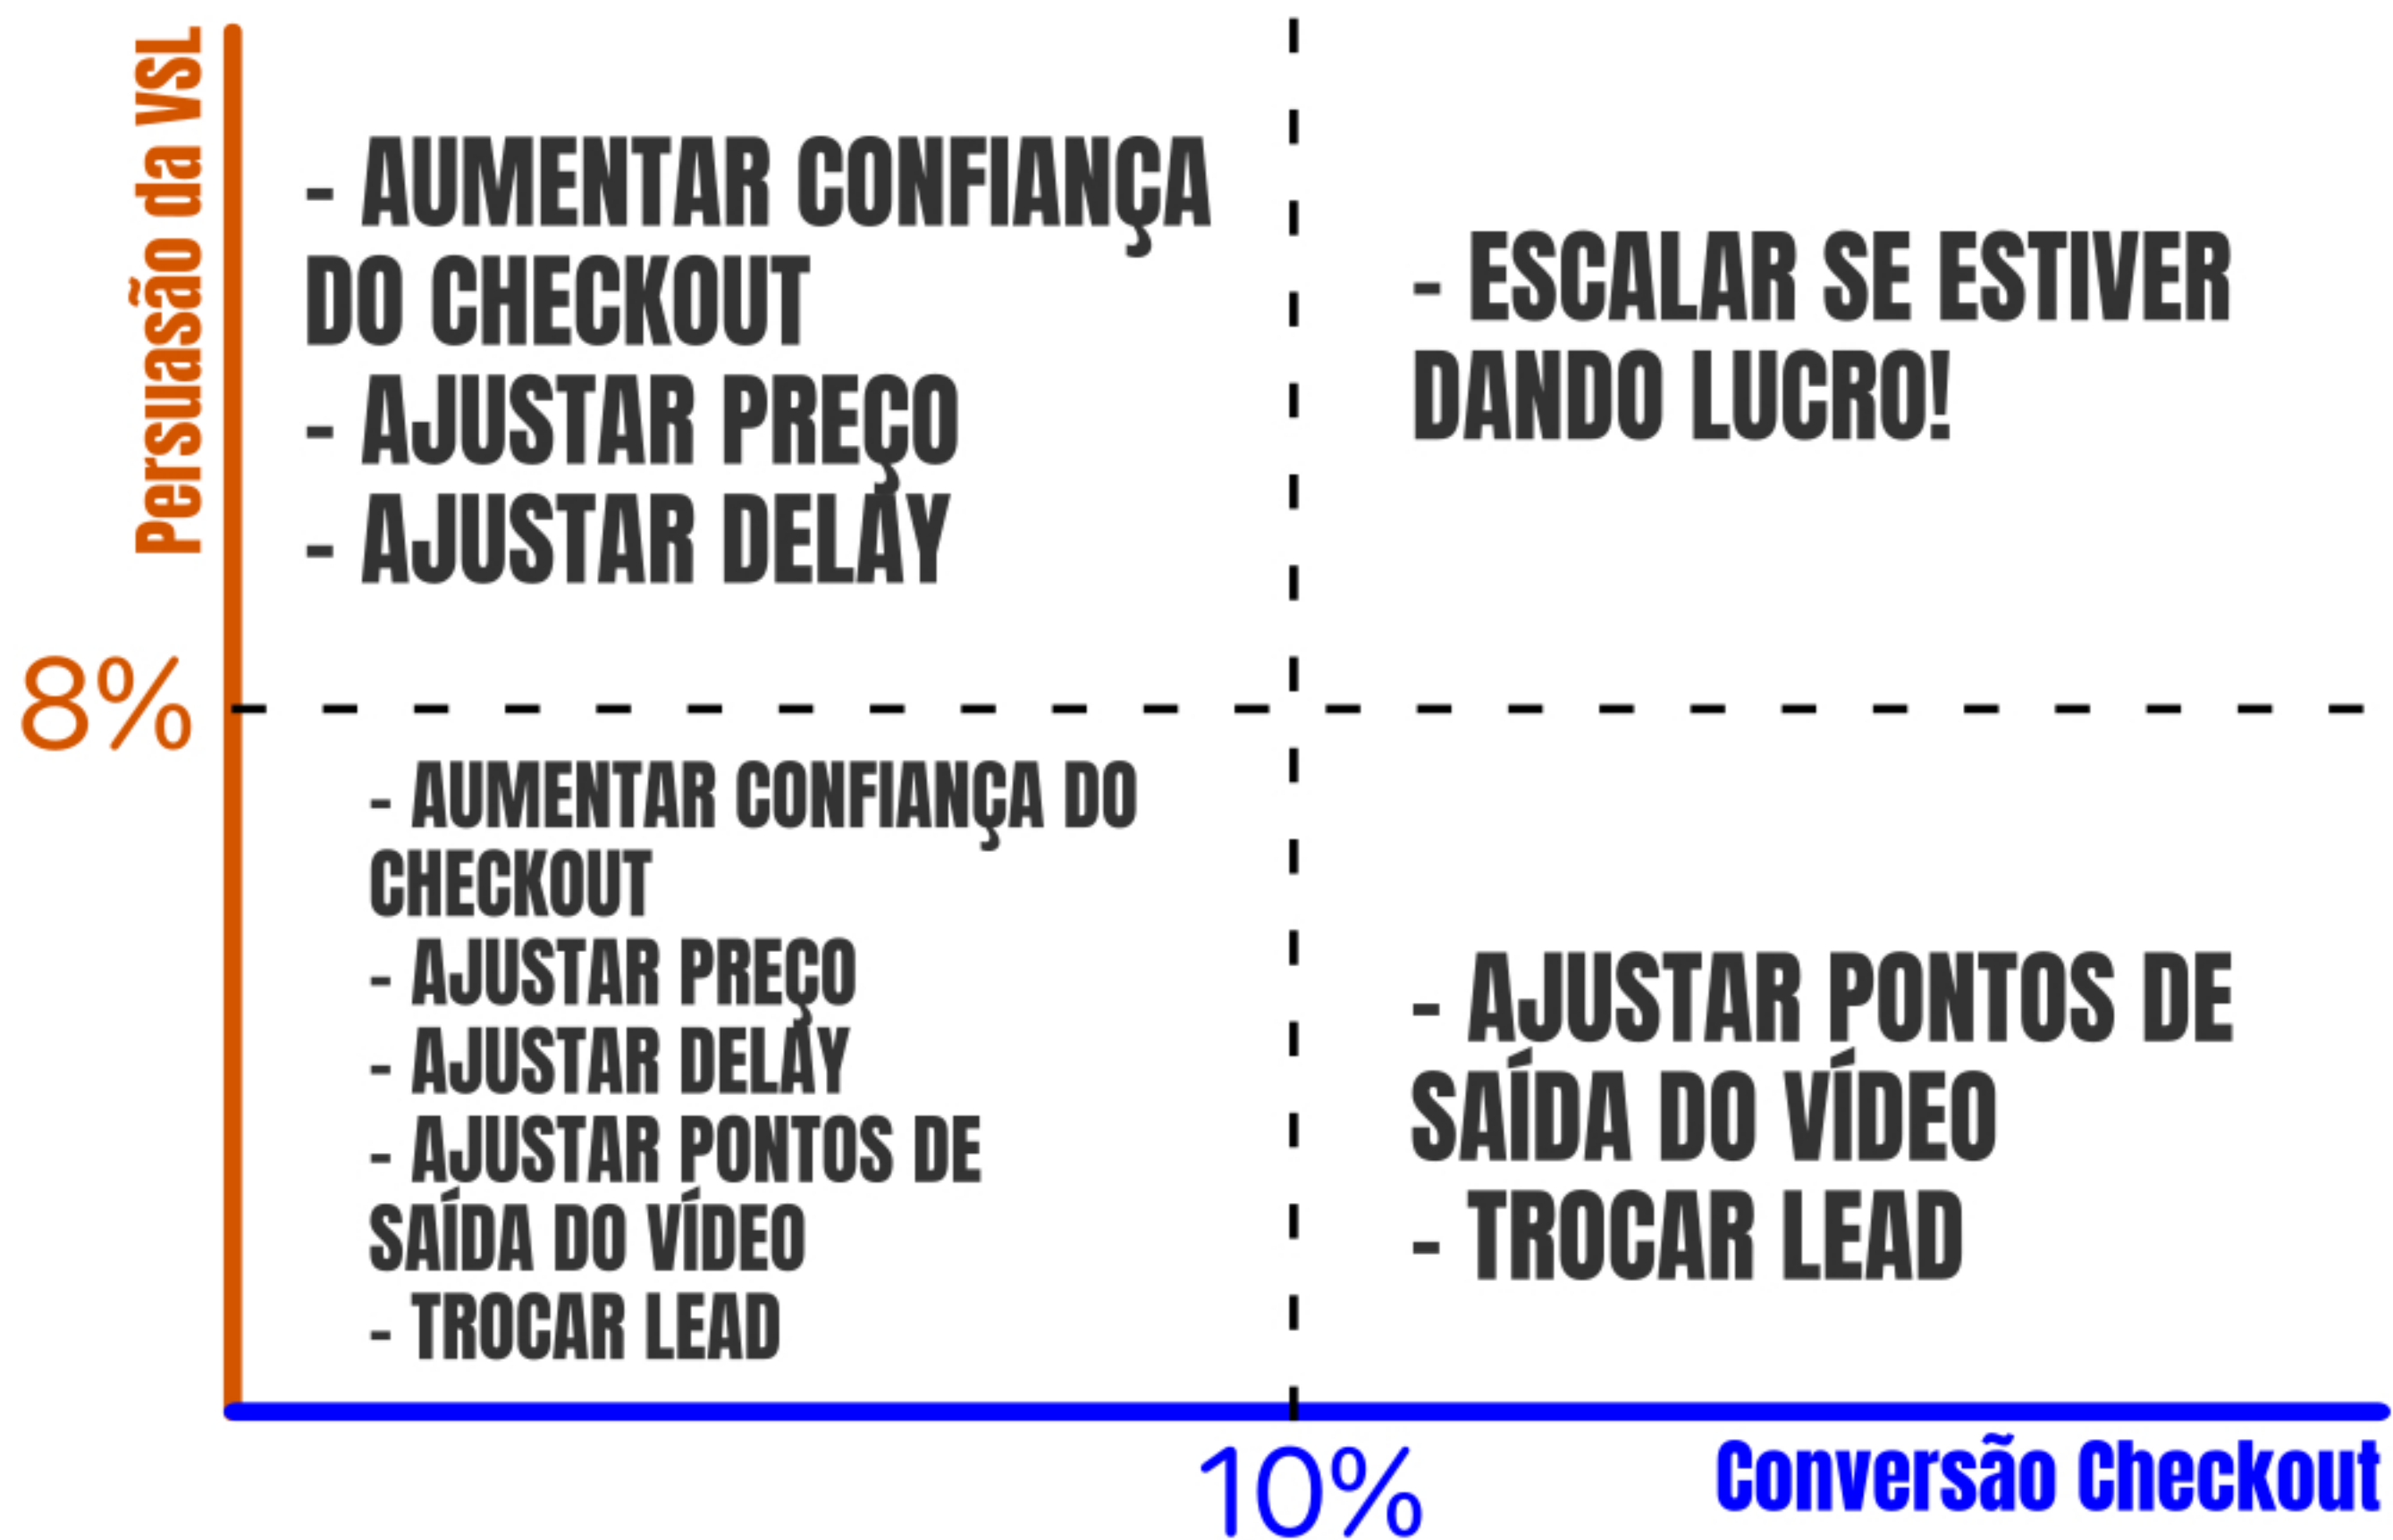 Persuasão da VSL
- AUMENTAR CONFIANÇA
DO CHECKOUT
- AJUSTAR PREÇO
- AJUSTAR DELAY
- ESCALAR SE ESTIVER
DANDO LUCRO!
8%
- AUMENTAR CONFIANÇA DO
CHECKOUT
- AJUSTAR PREÇO
- AJUSTAR DELAY
- AJUSTAR PONTOS DE
SAÍDA DO VÍDEO
- TROCAR LEAD
- AJUSTAR PONTOS DE
SAÍDA DO VÍDEO
- TROCAR LEAD
10%
Conversão Checkout